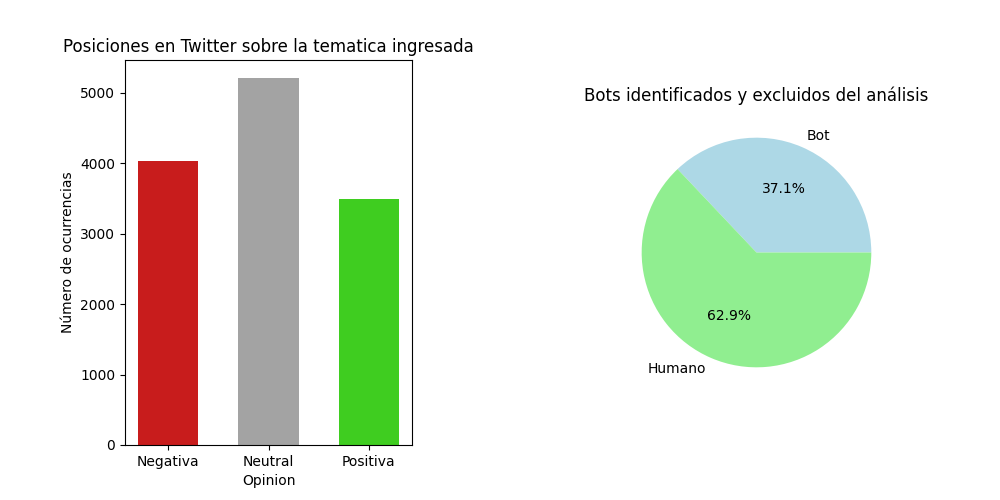 Posiciones en Twitter sobre la tematica ingresada
Número de ocurrencias
5000
4000
3000
2000
1000
0
Negativa
Neutral
Positiva
Opinion
Bots identificados y excluidos del análisis
Bot
37.1%
62.9%
Humano